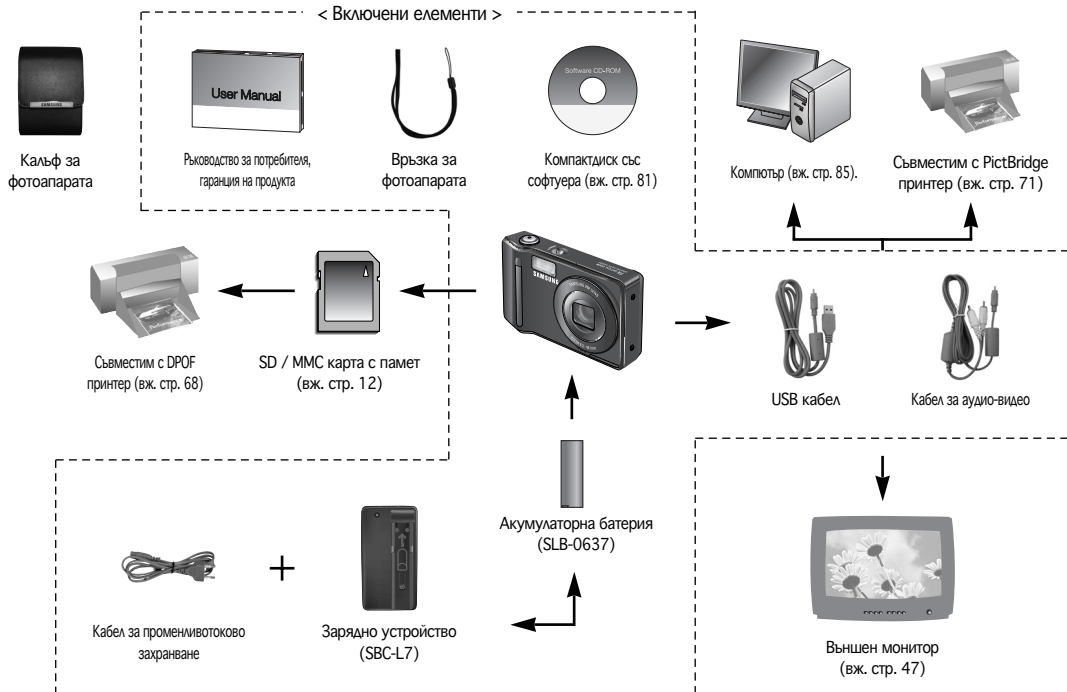 < Включени елементи >
SAMSUNG
User Manual
Software CD-ROM
Калъф за
фотоапарата
Ръководство за потребителя,
гаранция на продукта
Връзка за
фотоапарата
Компактдиск със
софтуера (вж. стр. 81)
Компютър (вж. стр. 85).
Съвместим с PictBridge
принтер (вж. стр. 71)
SAMSUNG
Съвместим с DPOF
принтер (вж. стр. 68)
SD / MMC карта с памет
(вж. стр. 12)
USB кабел
Кабел за аудио-видео
Акумулаторна батерия
(SLB-0637)
Кабел за променливотоково
захранване
+
Зарядно устройство
(SBC-L7)
Външен монитор
(вж. стр. 47)